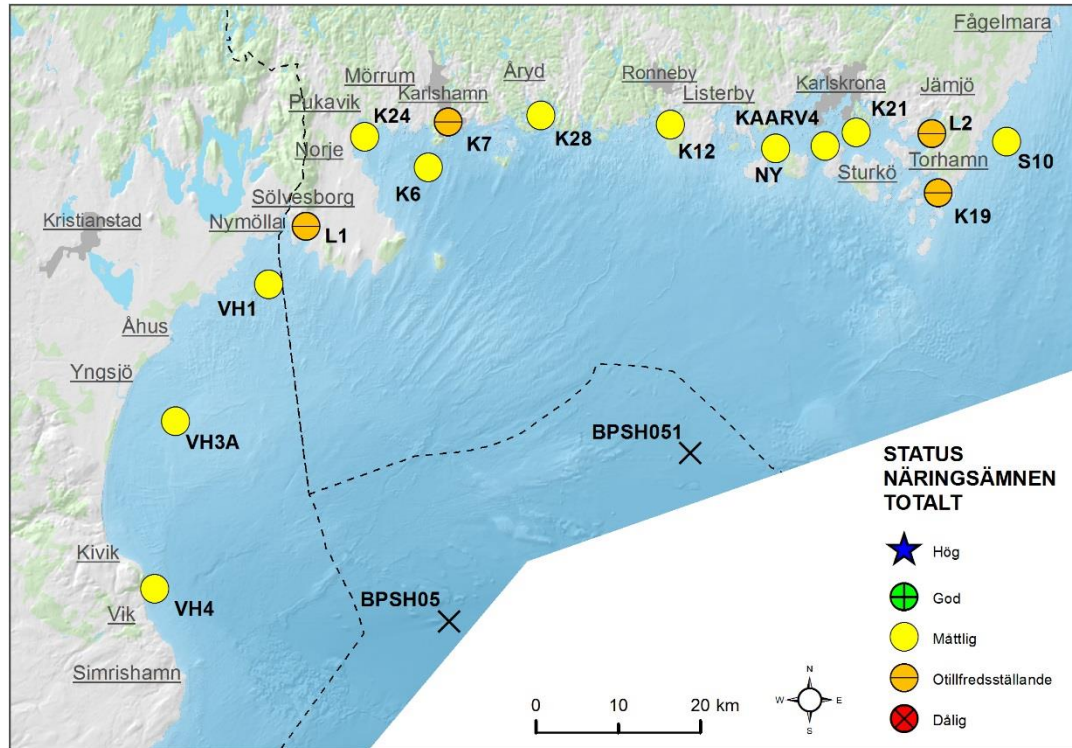 Fågelmara
Åryd
Mörrum
Ronneby
Karlskrona
Jämjö
Karlshamn
Pukavik
K24
Listerby
KAARV4
K21
L2
K7
K28
K12
Norje
NY
S10
Torhamn
K6
Sturkö
Sölvesborg
K19
Kristianstad
Nymölla
L1
VH1
Åhus
Yngsjö
VH3A
BPSH051
STATUS
NÄRINGSÄMNEN
TOTALT
Hög
Kivik
God
VH4
BPSH05
Vik
Måttlig
Simrishamn
Otillfredsställande
N
W E
S
0 10 20 km
Dålig